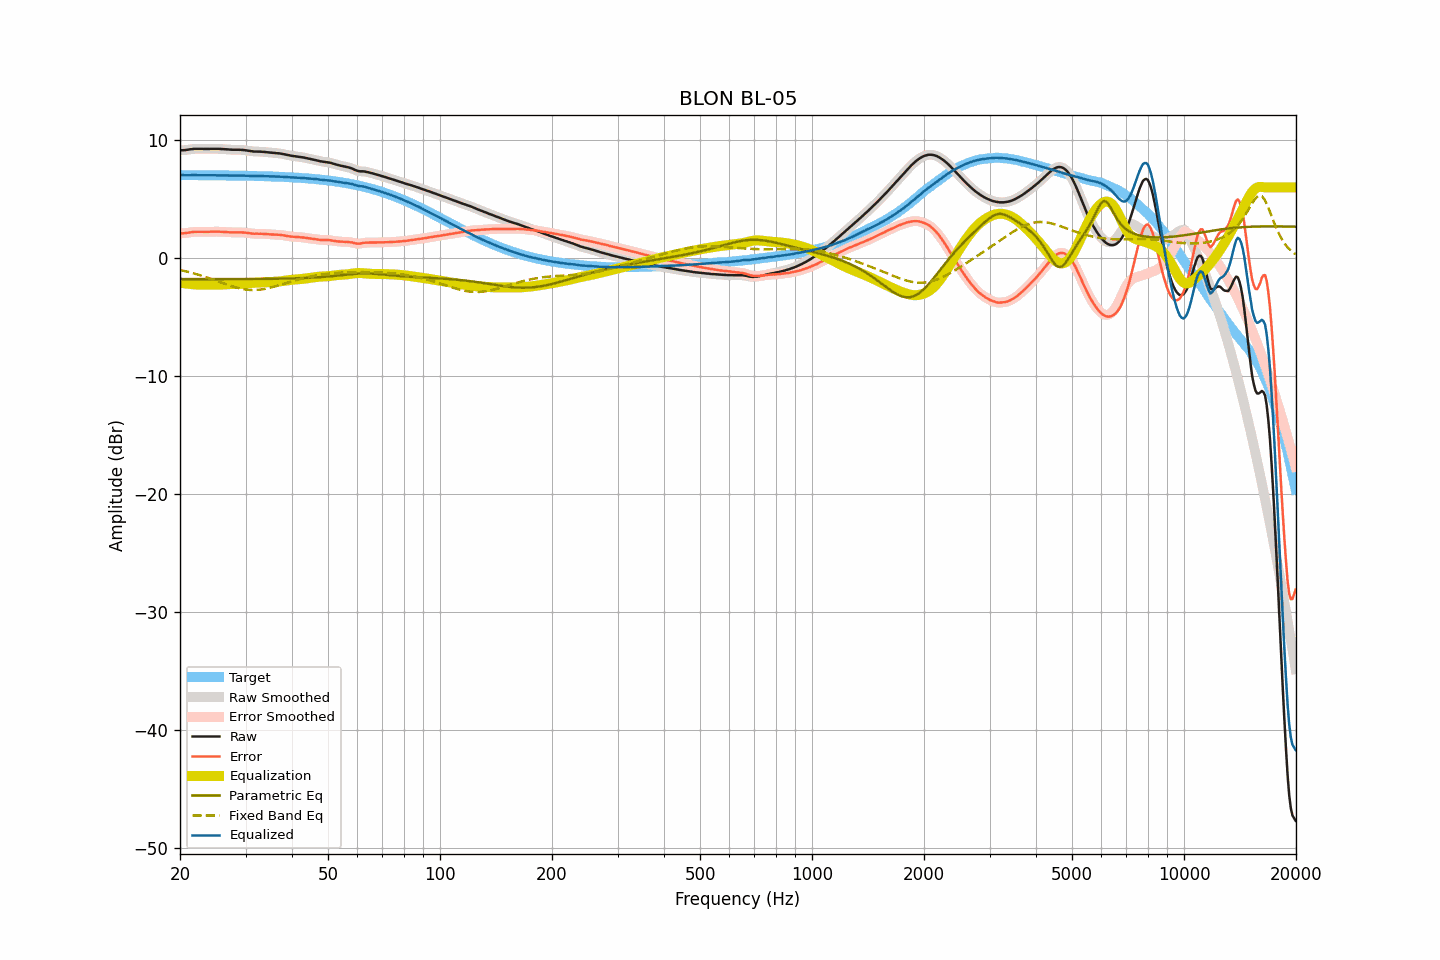 BLON BL-05
Amplitude (dBr)
10
0
−10
−20
−30
−40
−50
Target
Raw Smoothed
Error Smoothed
Raw
Error
Equalization
Parametric Eq
Fixed Band Eq
Equalized
20 50 100 200 500 1000 2000 5000 10000 20000
Frequency (Hz)